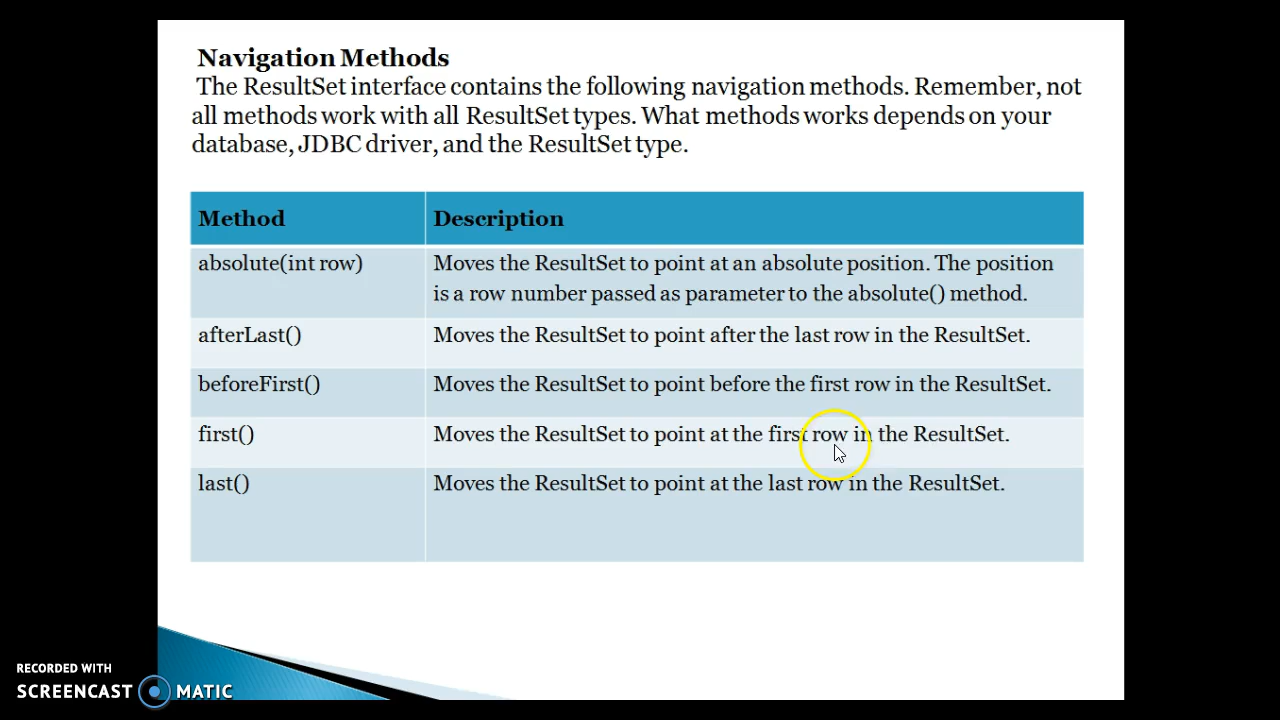 Navigation Methods
The ResultSet interface contains the following navigation methods. Remember, not
all methods work with all ResultSet types. What methods works depends on your
database, JDBC driver, and the ResultSet type.
Method Description
absolute(int row) Moves the ResultSet to point at an absolute position. The position
is a row number passed as parameter to the absolute() method.
afterLast() Moves the ResultSet to point after the last row in the ResultSet.
beforeFirst() Moves the ResultSet to point before the first row in the ResultSet.
first() Moves the ResultSet to point at the first row in the ResultSet.
last() Moves the ResultSet to point at the last row in the ResultSet.
RECORDED WITH
SCREENCAST MATIC